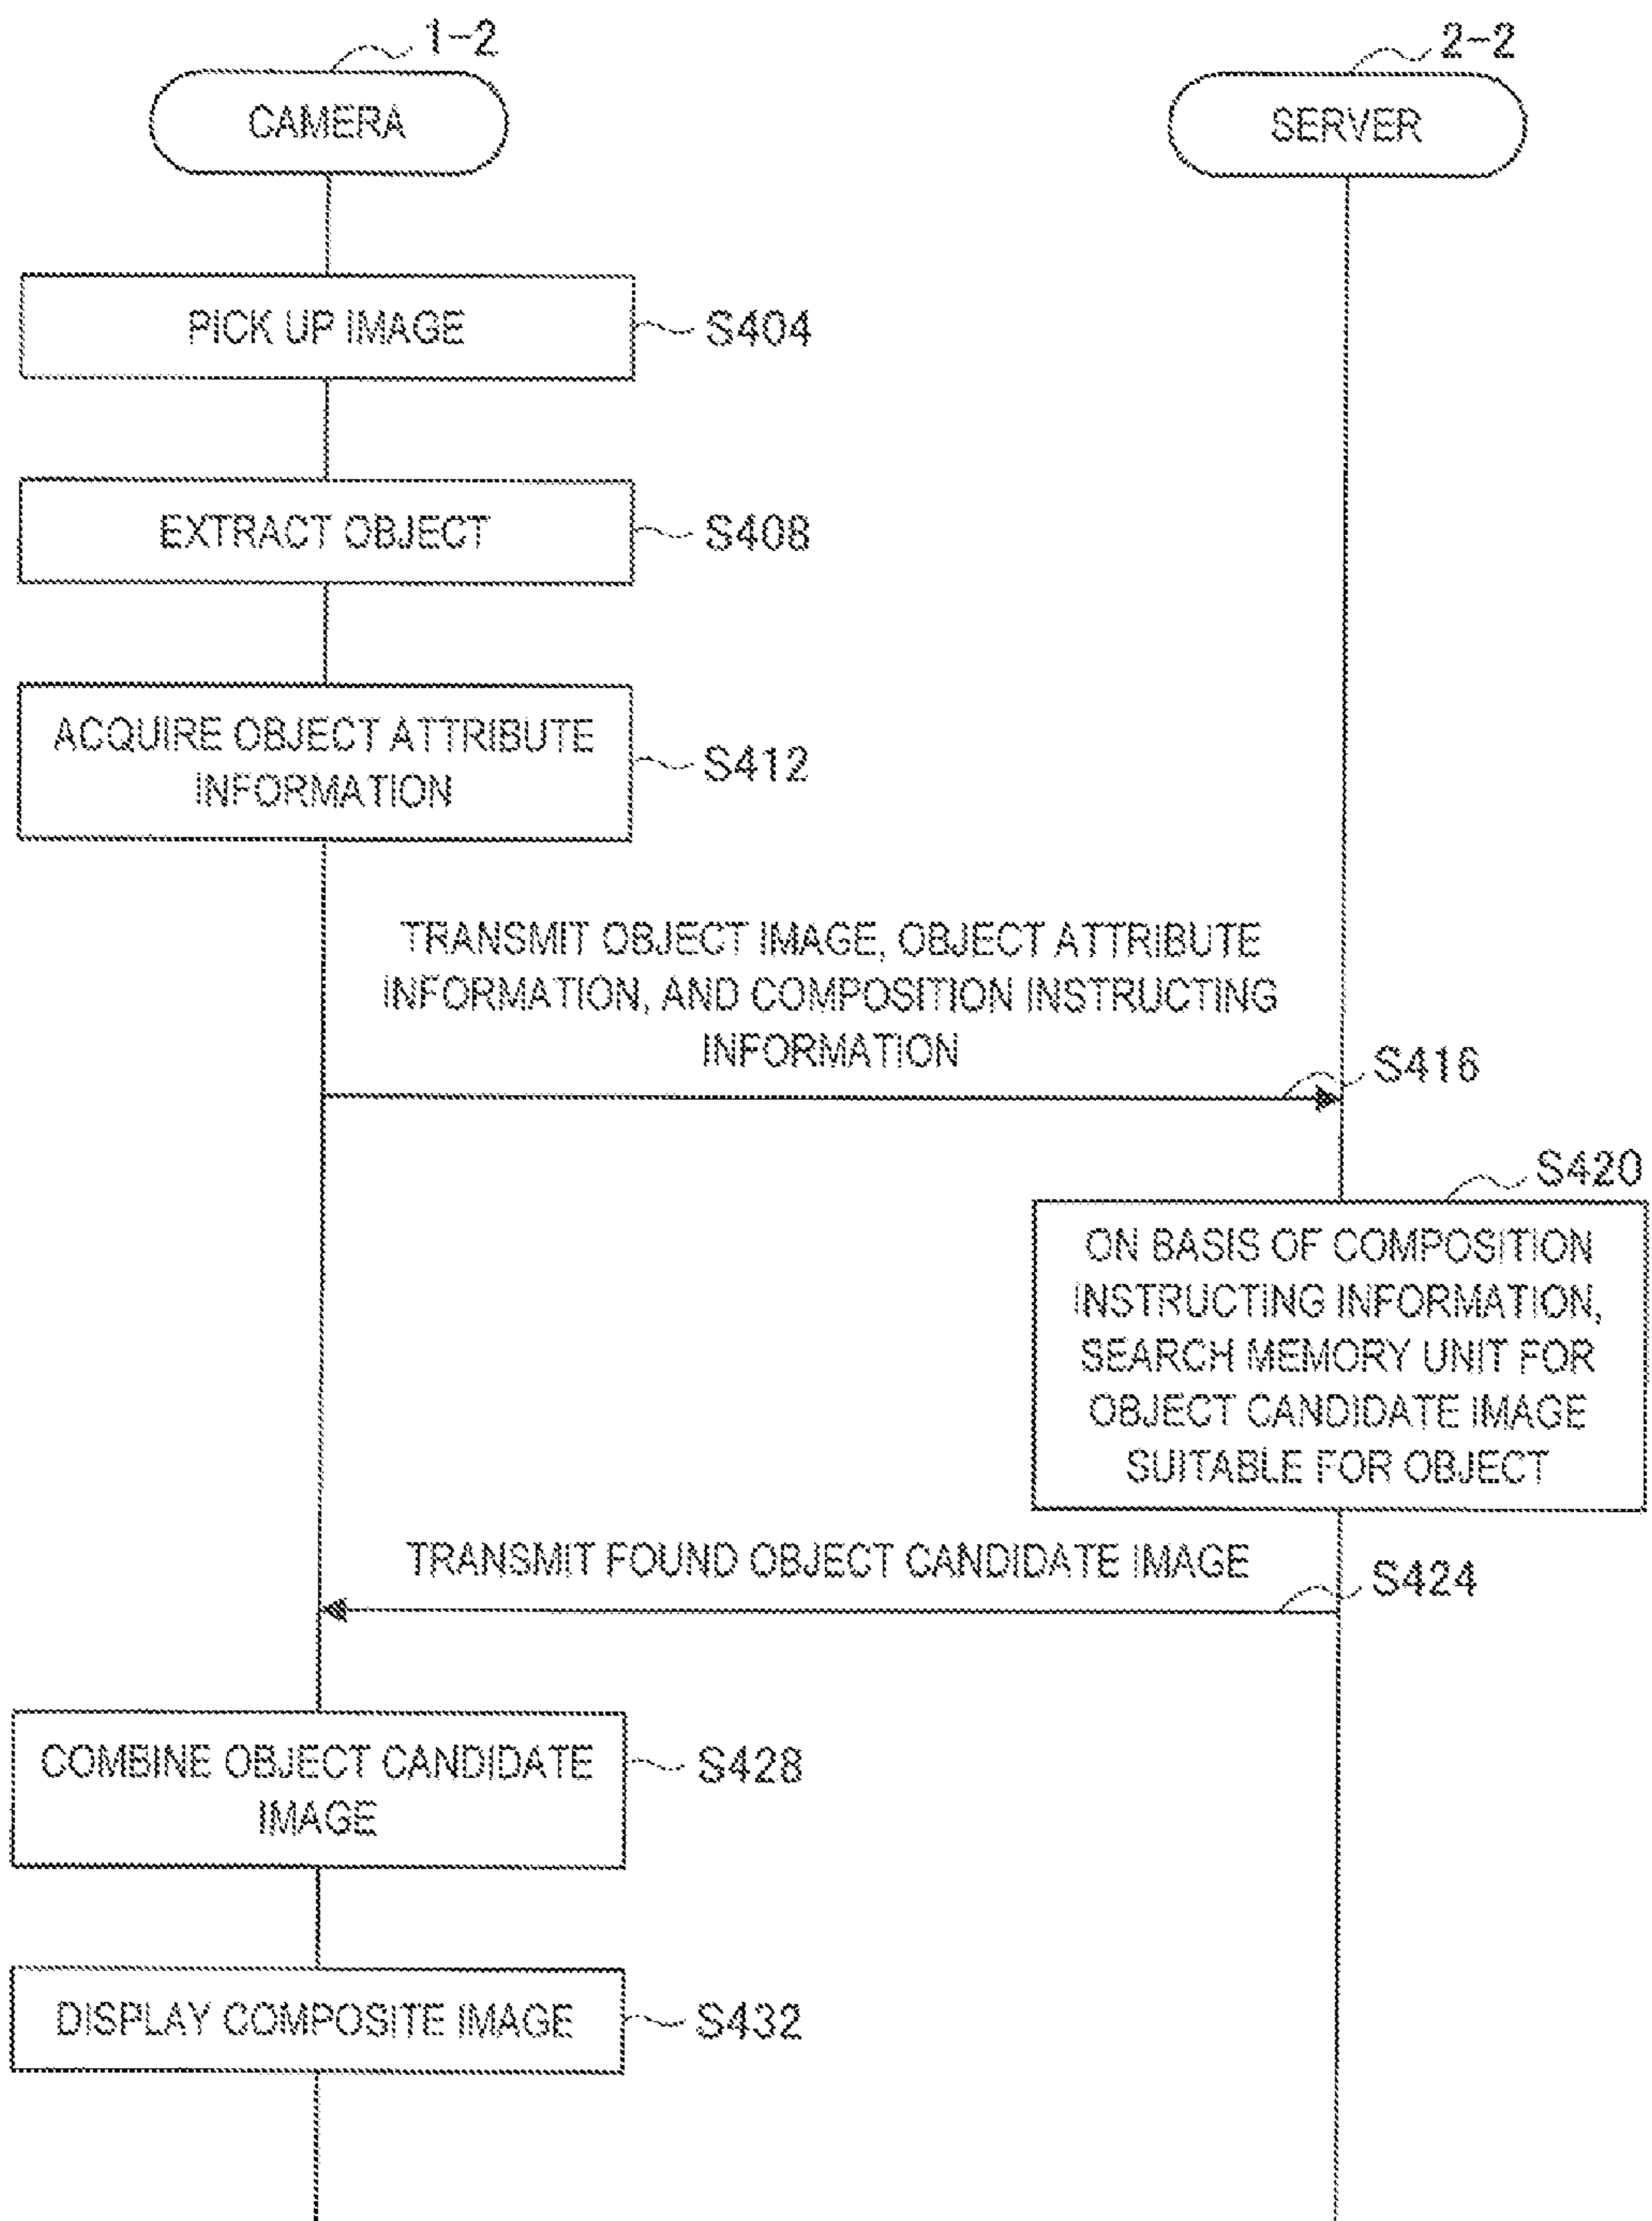 1-2
2-2
CAMERA
SERVER
PICK UP IMAGE
S404
EXTRACT OBJECT
S408
ACQUIRE OBJECT ATTRIBUTE
INFORMATION
S412
TRANSMIT OBJECT IMAGE, OBJECT ATTRIBUTE
INFORMATION, AND COMPOSITION INSTRUCTING
INFORMATION
S416
S420
ON BASIS OF COMPOSITION
INSTRUCTING INFORMATION,
SEARCH MEMORY UNIT FOR
OBJECT CANDIDATE IMAGE
SUITABLE FOR OBJECT
TRANSMIT FOUND OBJECT CANDIDATE IMAGE
S424
COMBINE OBJECT CANDIDATE
IMAGE
S428
DISPLAY COMPOSITE IMAGE
S432